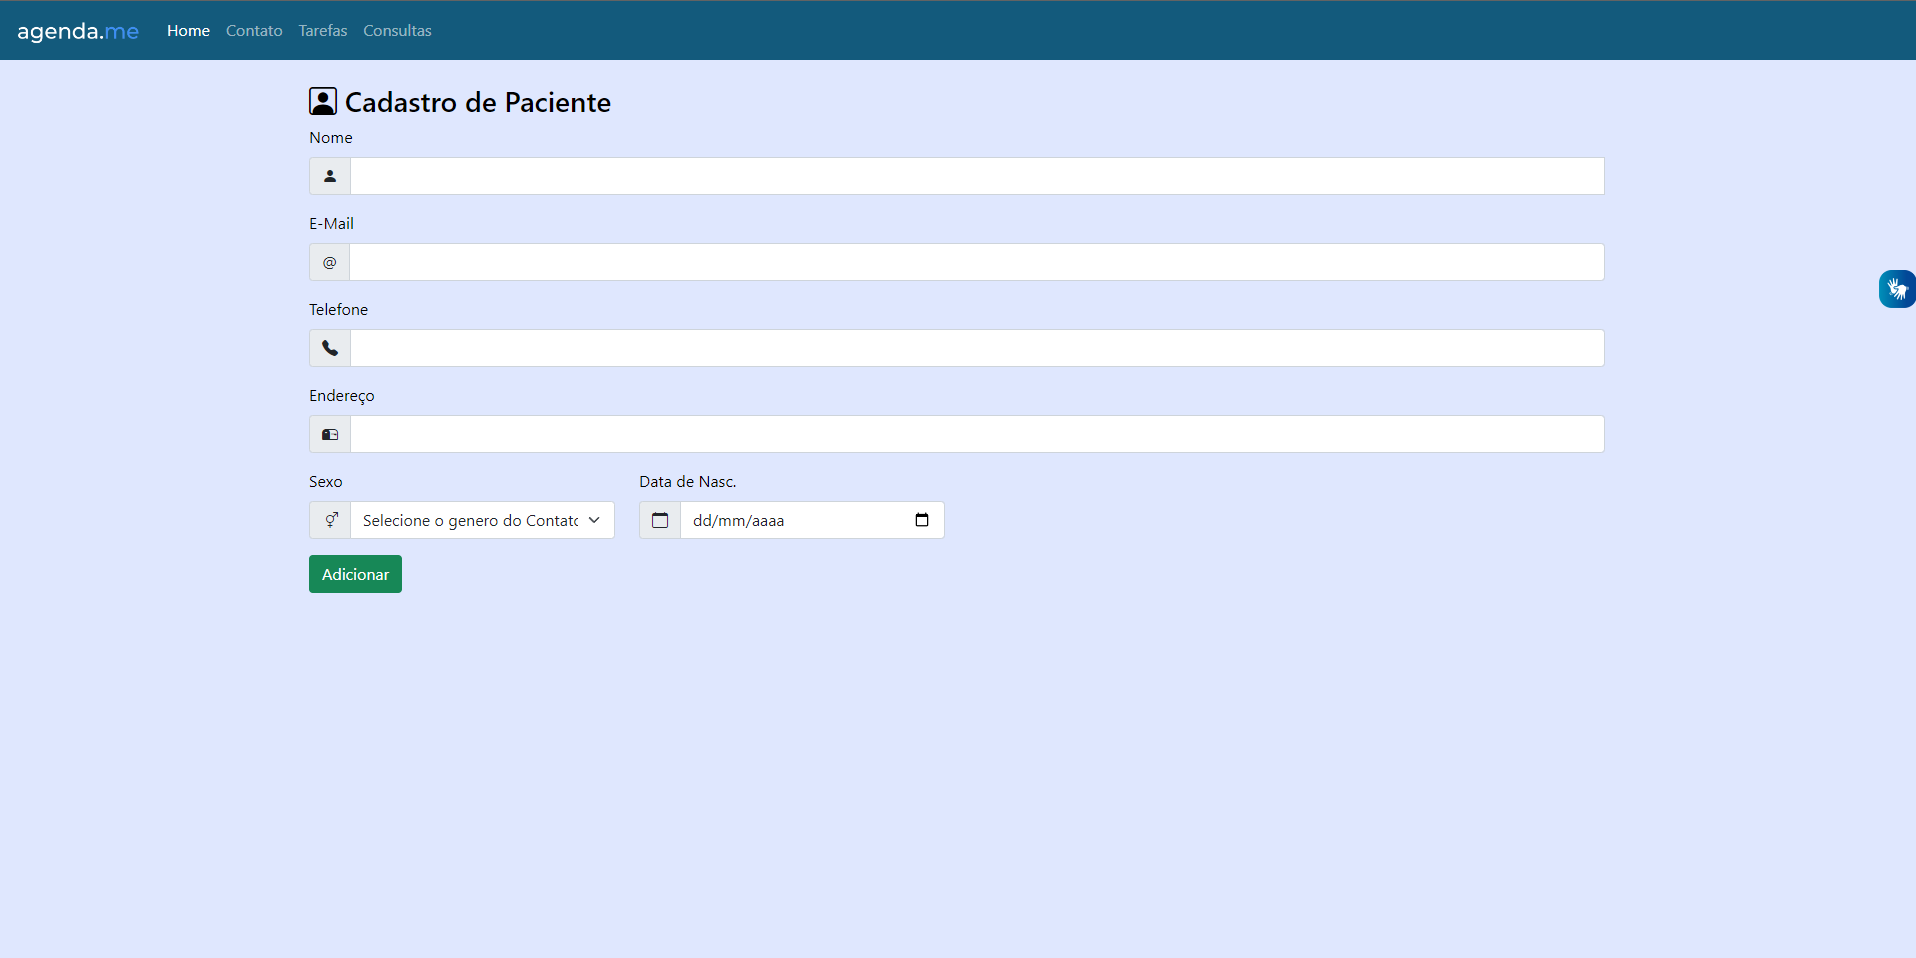 agenda.me Home Contato Tarefas Consultas
Cadastro de Paciente
Nome
E-Mail
@
Telefone
Endereço
Sexo Data de Nasc.
Selecione o genero do Contato dd/mm/aaaa
Adicionar